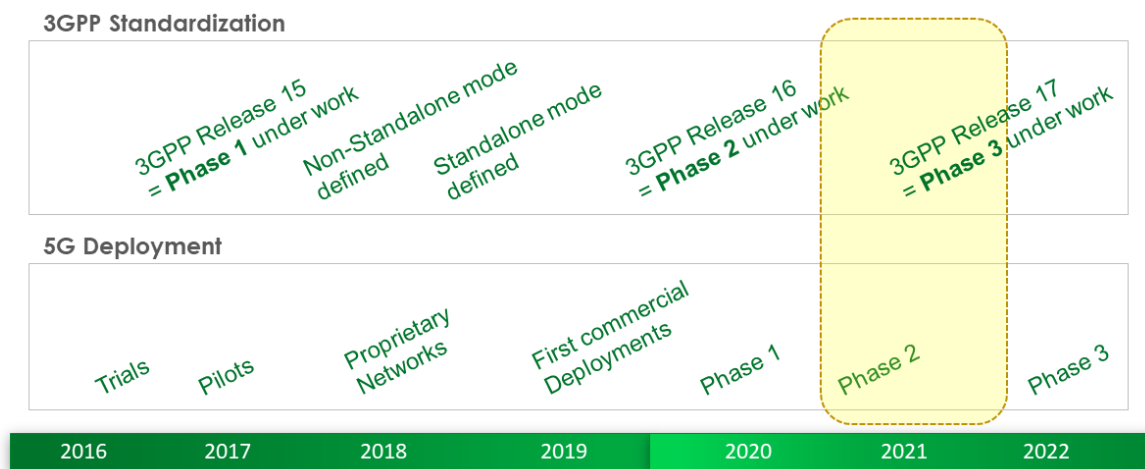 3GPP Standardization
3GPP Release 15
= Phase 1 under work
Non-Standalone mode
defined
Standalone mode
defined
3GPP Release 16
= Phase 2 under work
3GPP Release 17
= Phase 3 under work
5G Deployment
Trials
Pilots
Proprietary
Networks
First commercial
Deployments
Phase 1
Phase 2
Phase 3
2016 2017 2018 2019 2020 2021 2022